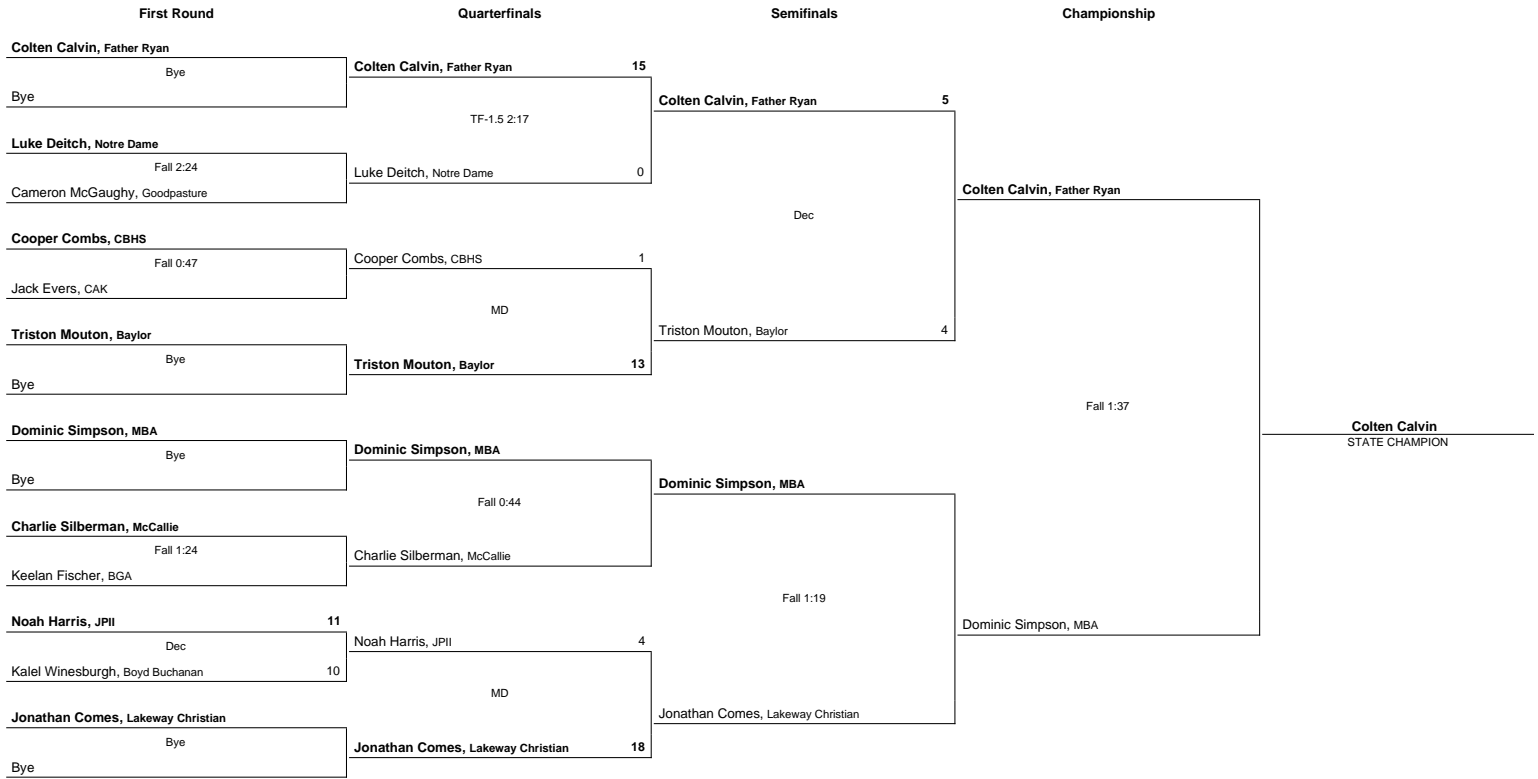 First Round
Quarterfinals
Semifinals
Championship
Colten Calvin, Father Ryan
Bye
Bye
Luke Deitch, Notre Dame
Fall 2:24
Cameron McGaughy, Goodpasture
Cooper Combs, CBHS
Fall 0:47
Jack Evers, CAK
Triston Mouton, Baylor
Bye
Bye
Dominic Simpson, MBA
Bye
Bye
Charlie Silberman, McCallie
Fall 1:24
Keelan Fischer, BGA
Noah Harris, JPII 11
Dec
Kalel Winesburgh, Boyd Buchanan 10
Jonathan Comes, Lakeway Christian
Bye
Bye
Colten Calvin, Father Ryan 15
TF-1.5 2:17
Luke Deitch, Notre Dame 0
Cooper Combs, CBHS 1
MD
Triston Mouton, Baylor 13
Dominic Simpson, MBA
Fall 0:44
Charlie Silberman, McCallie
Noah Harris, JPII 4
MD
Jonathan Comes, Lakeway Christian 18
Colten Calvin, Father Ryan 5
Dec
Triston Mouton, Baylor 4
Dominic Simpson, MBA
Fall 1:19
Jonathan Comes, Lakeway Christian
Colten Calvin, Father Ryan
Fall 1:37
Dominic Simpson, MBA
Colten Calvin
STATE CHAMPION